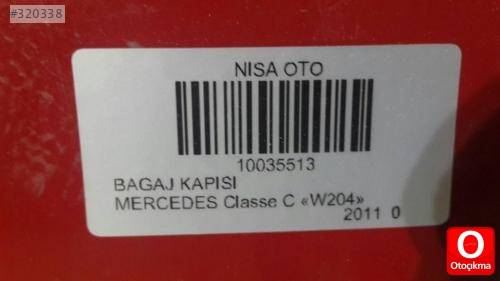 #320338
NISA OTO
10035513
BAGAJ KAPISI
MERCEDES Classe C «W204»
2011 0
O
Otoçıkma